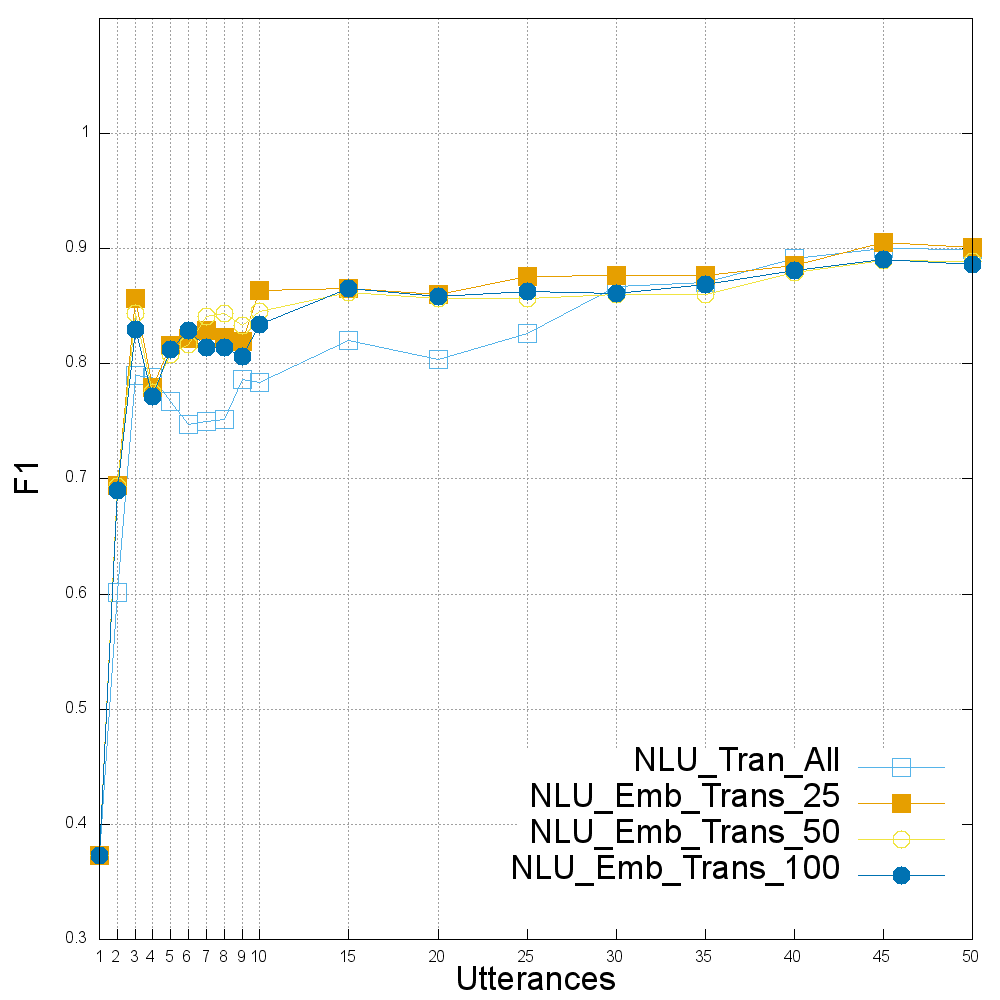 1
0.9
0.8
0.7
F1
0.6
0.5
NLU_Tran_All
NLU_Emb_Trans_25
NLU_Emb_Trans_50
0.4
NLU_Emb_Trans_100
0.3
1 2 3 4 5 6 7 8 9 10 15 20 25 30 35 40 45 50
Utterances